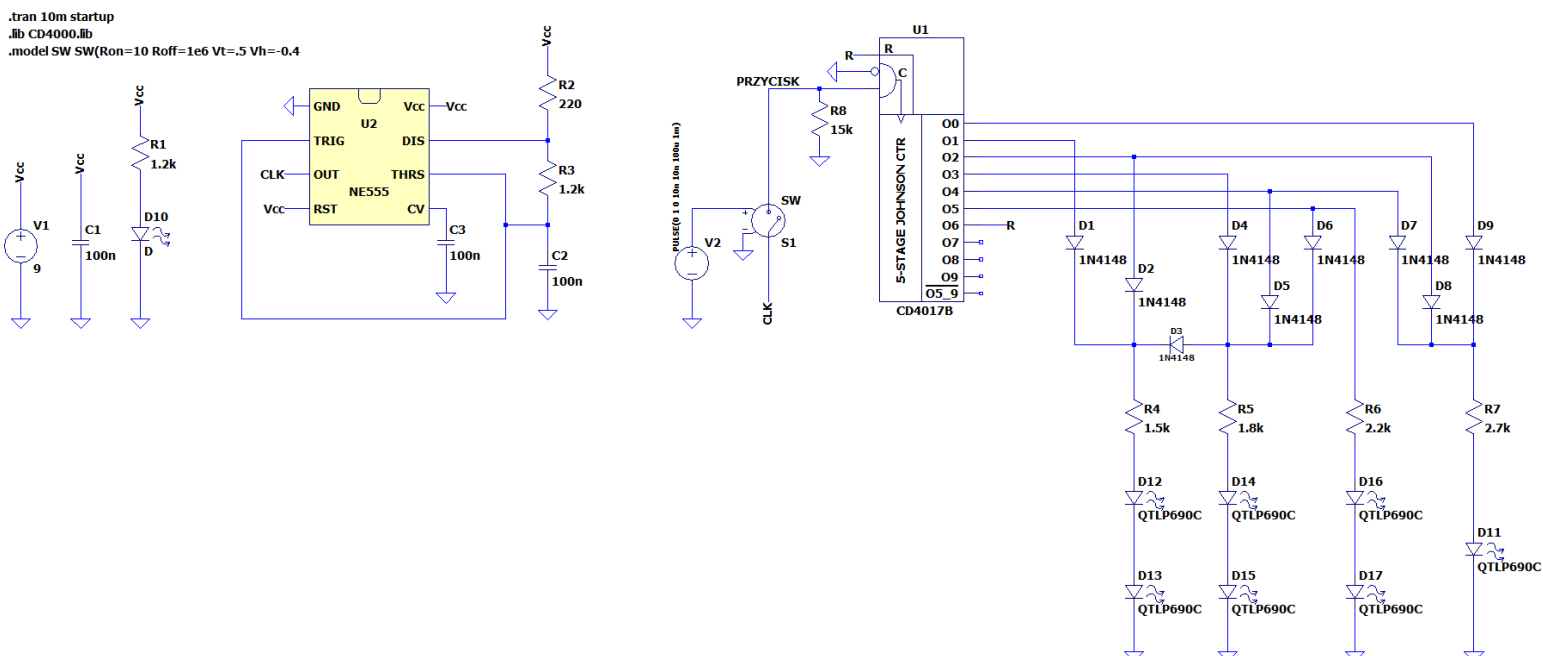 .tran 10m startup
.lib CD4000.lib
.model SW SW(Ron=10 Roff=1e6 Vt=.5 Vh=-0.4
Vcc
V1
9
Vcc
C1
100n
Vcc
R1
1.2k
D10
D
GND
Vcc
Vcc
U2
TRIG
DIS
CLK
OUT
THRS
NE555
Vcc
RST
CV
C3
100n
Vcc
R2
220
R3
1.2k
C2
100n
PULSE(0 1 0 10n 10n 100u 1m)
V2
PRZYCISK
R8
15k
SW
S1
CLK
U1
R
R
C
5-STAGE JOHNSON CTR
O0
O1
O2
O3
O4
O5
O6
R
O7
O8
O9
O5_9
CD4017B
D1
1N4148
D2
1N4148
D3
1N4148
D4
1N4148
D5
1N4148
D6
1N4148
D7
1N4148
D8
1N4148
D9
1N4148
R4
1.5k
R5
1.8k
R6
2.2k
R7
2.7k
D12
QTLP690C
D14
QTLP690C
D16
QTLP690C
D11
QTLP690C
D13
QTLP690C
D15
QTLP690C
D17
QTLP690C